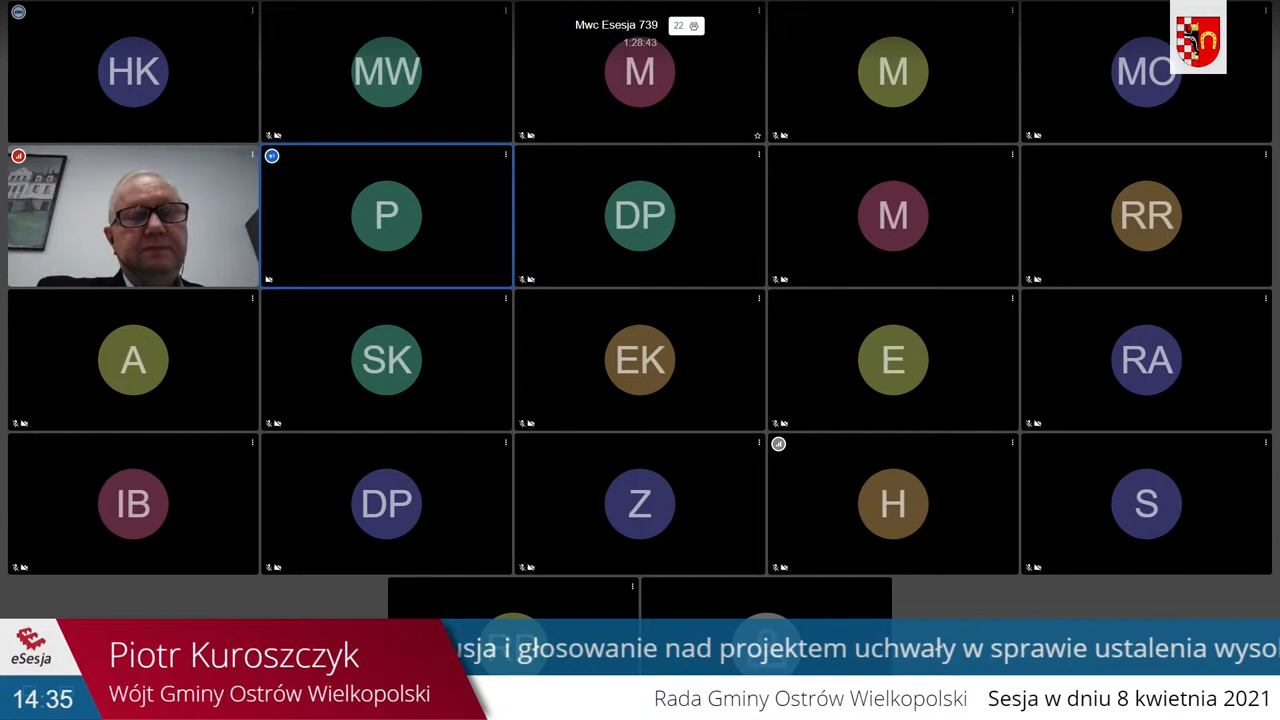 Mwc Esesja 739 22
1:28:43
HK
MW
M
M
MO
P
DP
M
RR
A
SK
EK
E
RA
IB
DP
Z
H
S
eSesja
Piotr Kuroszczyk
Wójt Gminy Ostrów Wielkopolski
usja i głosowanie nad projektem uchwały w sprawie ustalenia wyso
14:35
Rada Gminy Ostrów Wielkopolski Sesja w dniu 8 kwietnia 2021